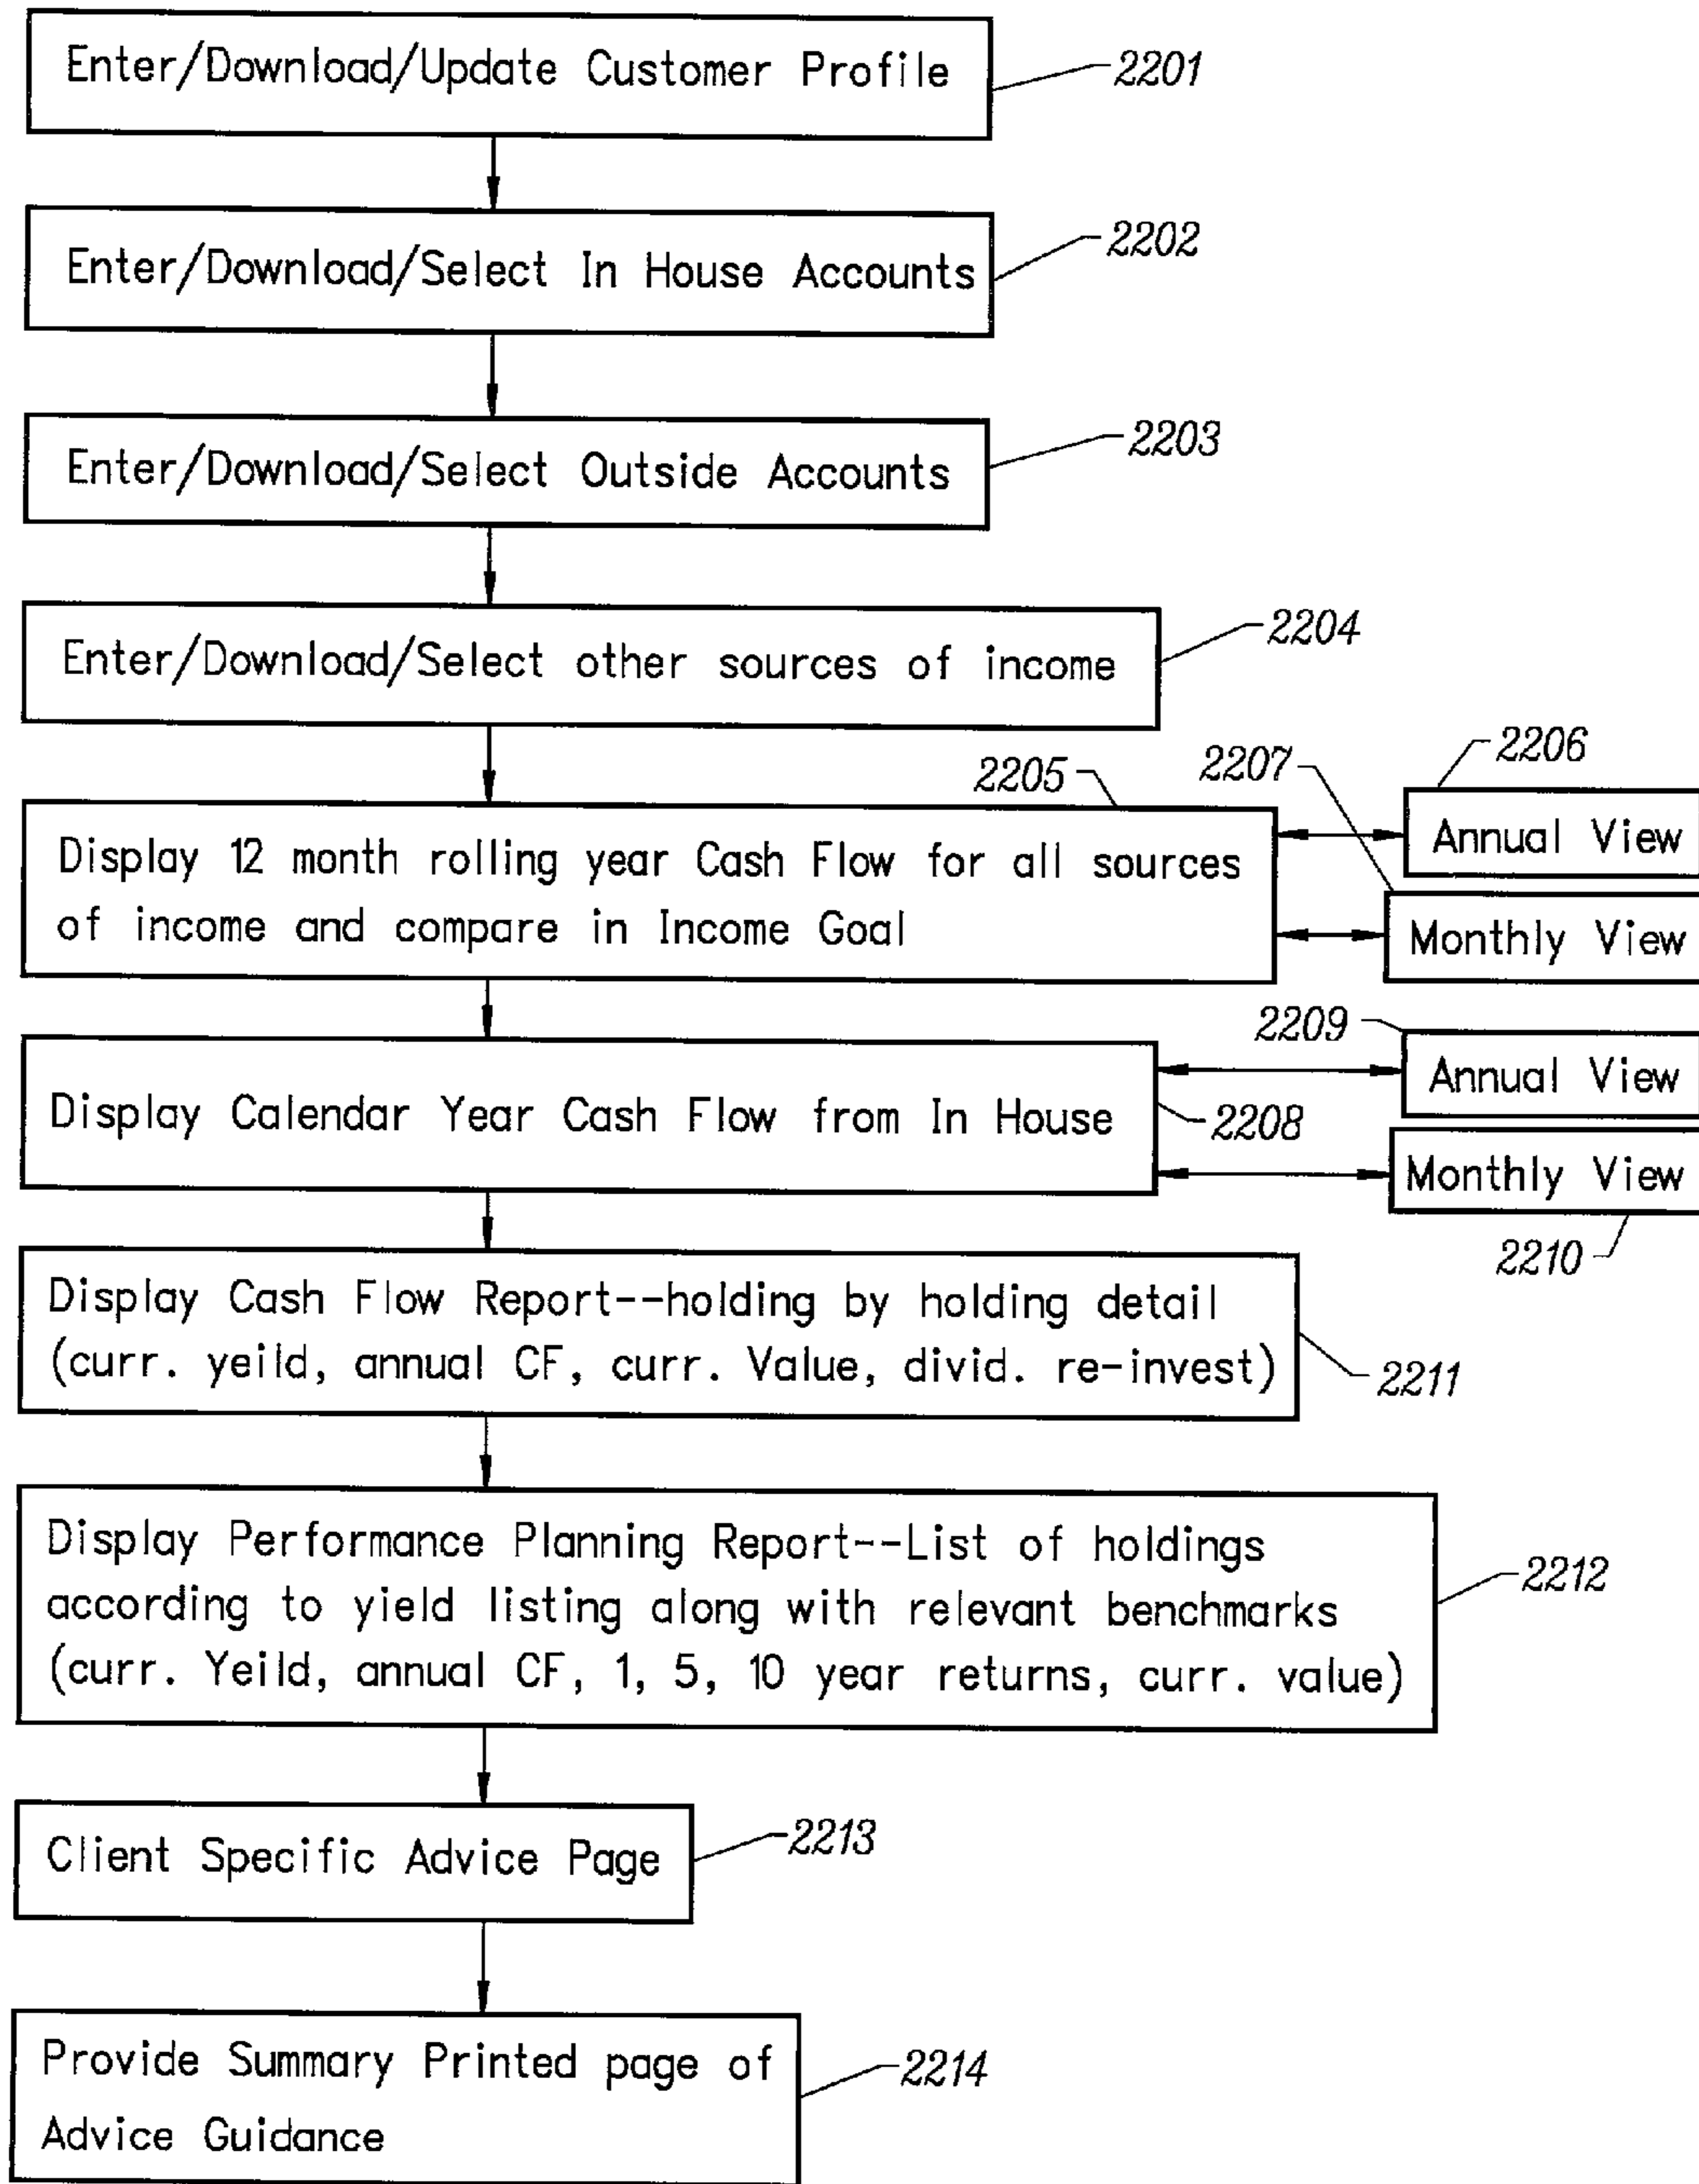 Enter/Download/Update Customer Profile
2201
Enter/Download/Select In House Accounts
2202
Enter/Download/Select Outside Accounts
2203
Enter/Download/Select other sources of income
2204
2205
2207
2206
Display 12 month rolling year Cash Flow for all sources
of income and compare in Income Goal
Annual View
Monthly View
2209
Display Calendar Year Cash Flow from In House
2208
Annual View
Monthly View
2210
Display Cash Flow Report--holding by holding detail
(curr. yeild, annual CF, curr. Value, divid. re-invest)
2211
Display Performance Planning Report--List of holdings
according to yield listing along with relevant benchmarks
(curr. Yeild, annual CF, 1, 5, 10 year returns, curr. value)
2212
Client Specific Advice Page
2213
Provide Summary Printed page of
Advice Guidance
2214